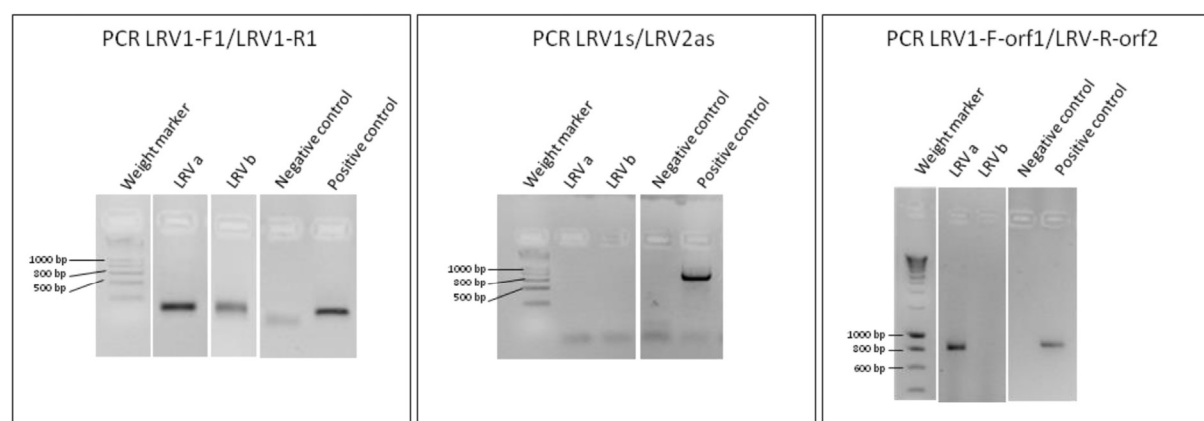 PCR LRV1-F1/LRV1-R1
Weight marker
LRV a
LRV b
Negative control
Positive control
1000 bp
800 bp
500 bp
PCR LRV1s/LRV2as
Weight marker
LRV a
LRV b
Negative control
Positive control
1000 bp
800 bp
500 bp
PCR LRV1-F-orf1/LRV-R-orf2
Weight marker
LRV a
LRV b
Negative control
Positive control
1000 bp
800 bp
600 bp